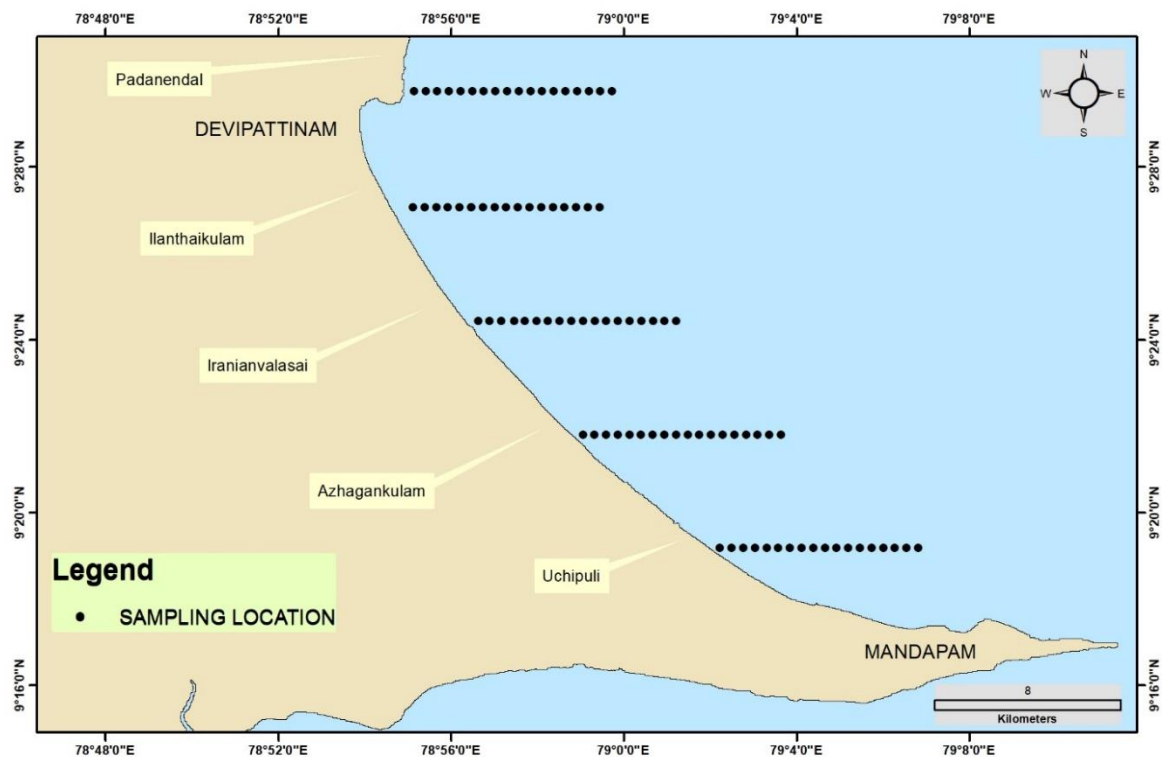 78°48'0"E 78°52'0"E 78°56'0"E 79°0'0"E 79°4'0"E 79°8'0"E
Padanendal
N
W E
S
DEVIPATTINAM
9°28'0"N 9°28'0"N
Ilanthaikulam
9°24'0"N 9°24'0"N
Iranianvalasai
Azhagankulam
9°20'0"N 9°20'0"N
Uchipuli
Legend
SAMPLING LOCATION
MANDAPAM
9°16'0"N 9°16'0"N
8
Kilometers
78°48'0"E 78°52'0"E 78°56'0"E 79°0'0"E 79°4'0"E 79°8'0"E